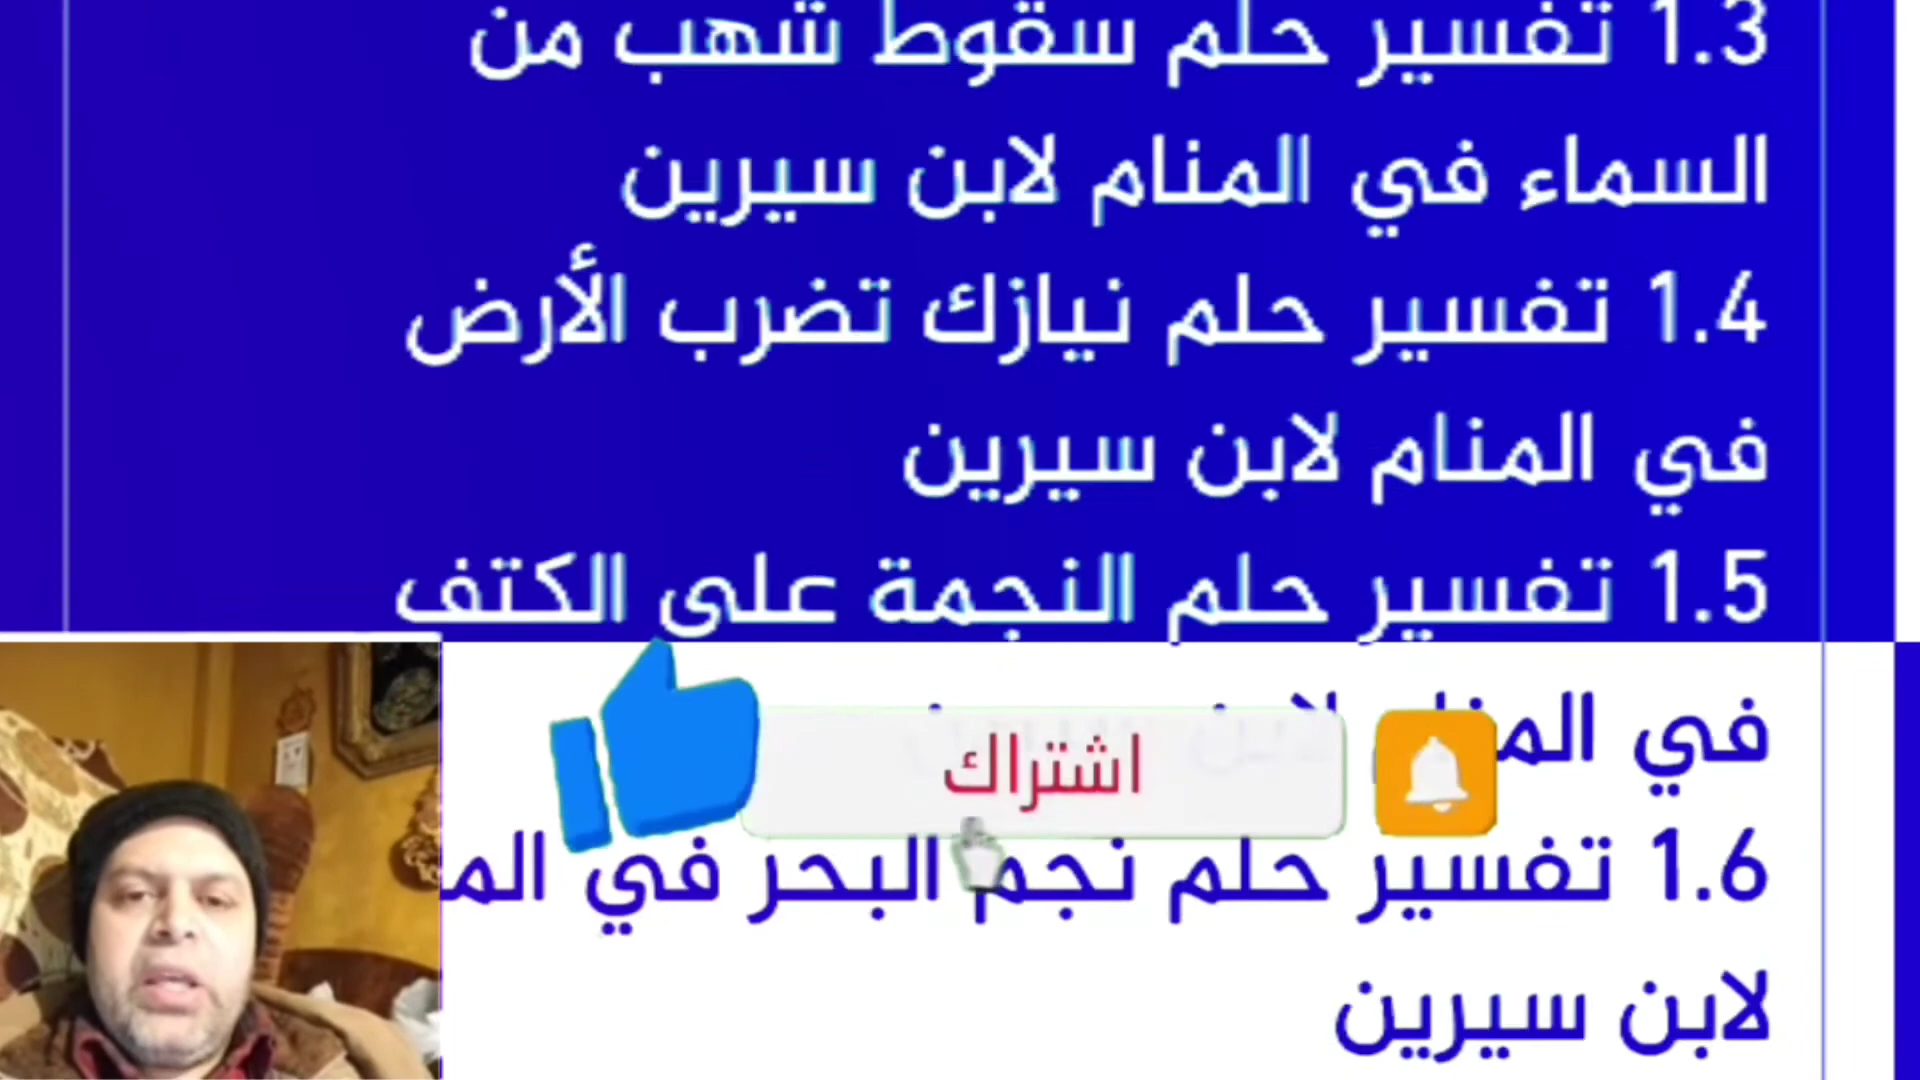 1.3 تفسير حلم سقوط شهب من
السماء في المنام لابن سيرين
1.4 تفسير حلم نيازك تضرب الأرض
في المنام لابن سيرين
1.5 تفسير حلم النجمة على الكتف
في
اشتراك
1.6 تفسير حلم نجم البحر في
لابن سيرين